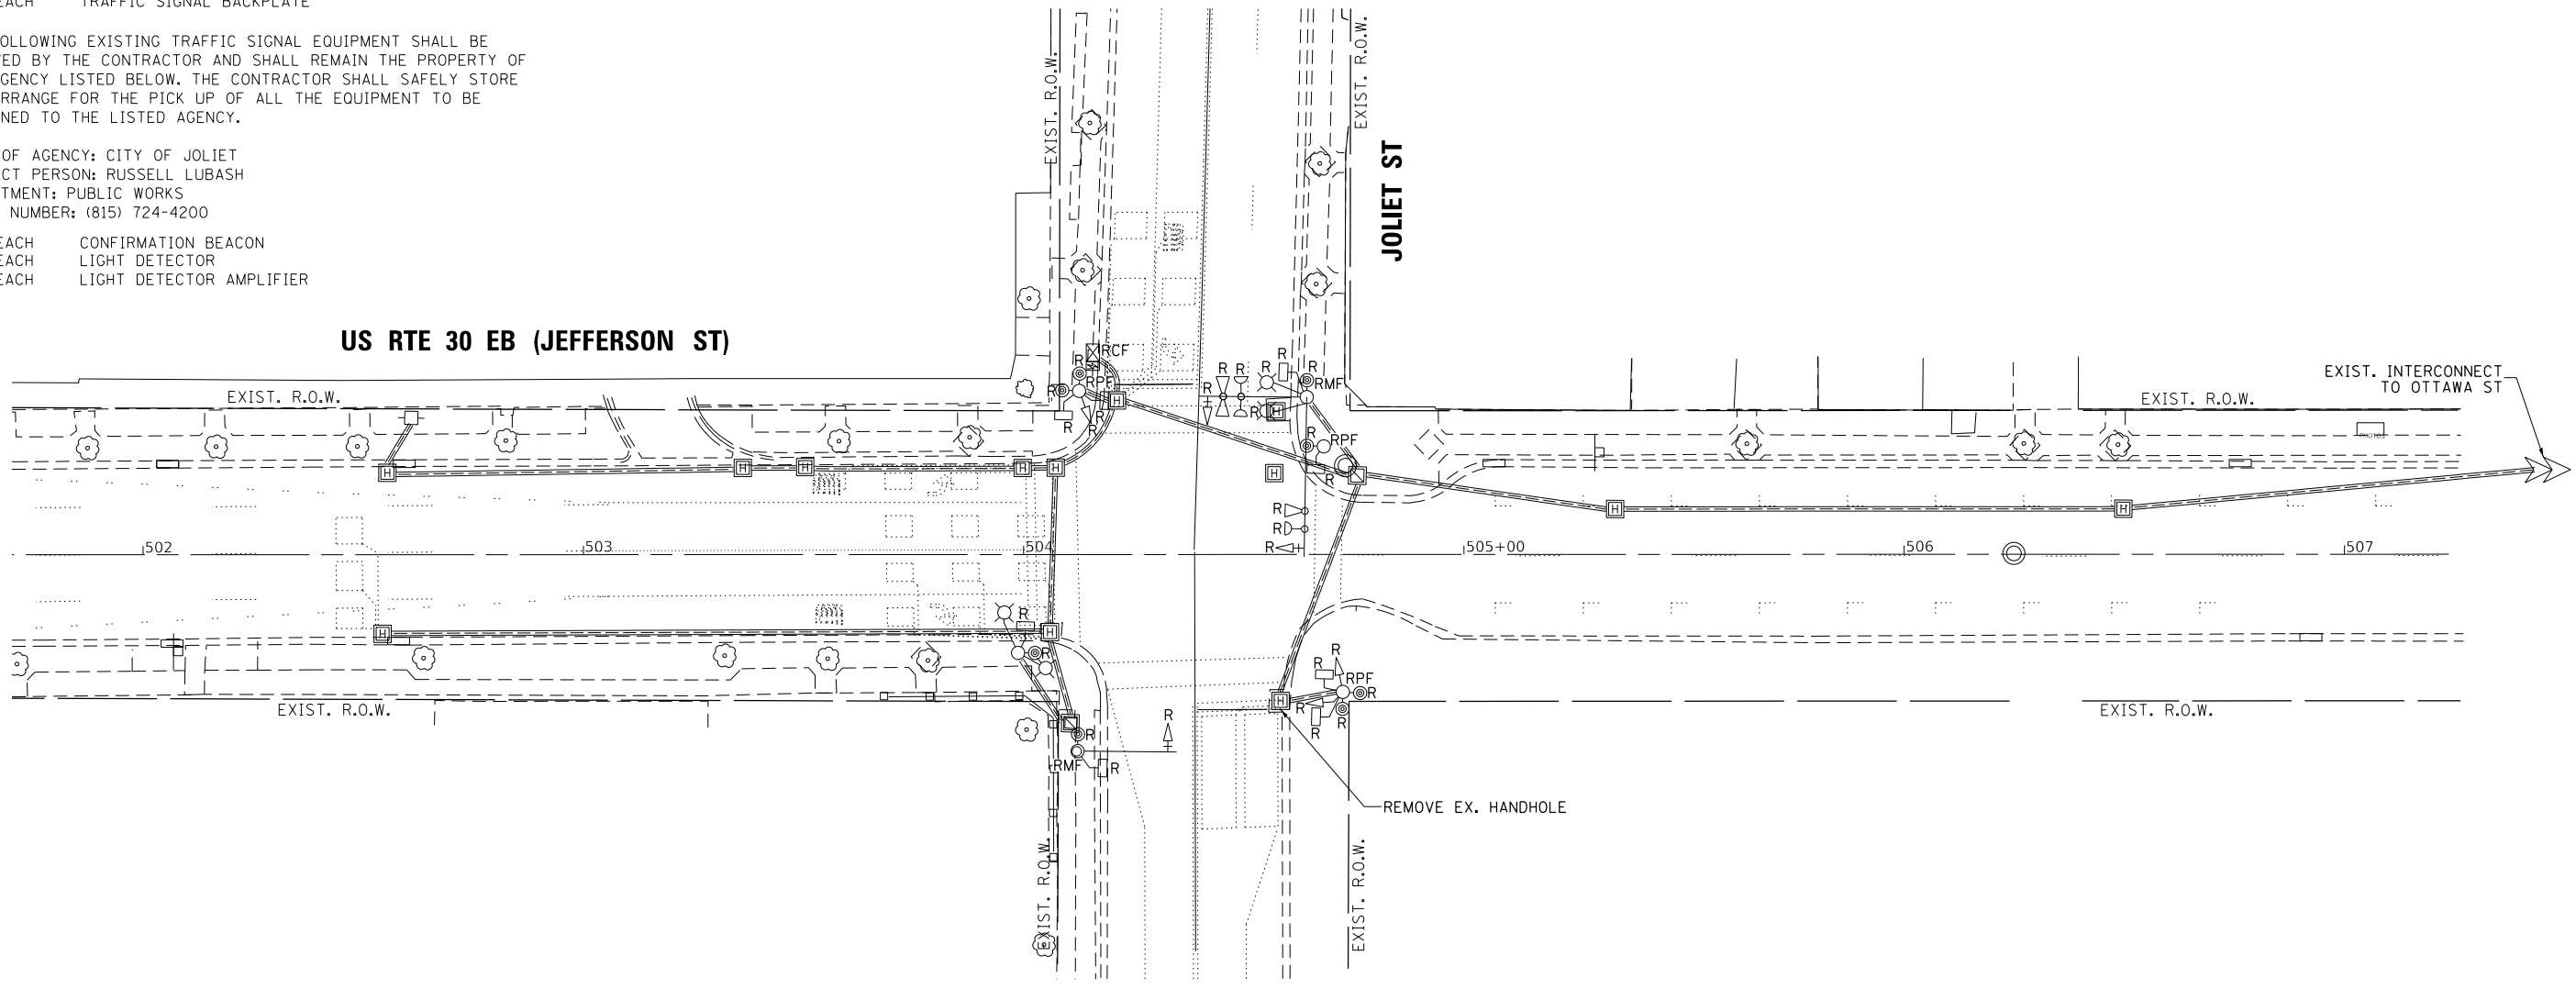 EACH TRAFFIC SIGNAL BACKPLATE
OLLOWING EXISTING TRAFFIC SIGNAL EQUIPMENT SHALL BE
ED BY THE CONTRACTOR AND SHALL REMAIN THE PROPERTY OF
GENCY LISTED BELOW. THE CONTRACTOR SHALL SAFELY STORE
RRANGE FOR THE PICK UP OF ALL THE EQUIPMENT TO BE
NED TO THE LISTED AGENCY.
OF AGENCY: CITY OF JOLIET
CT PERSON: RUSSELL LUBASH
TMENT: PUBLIC WORKS
NUMBER: (815) 724-4200
EACH CONFIRMATION BEACON
EACH LIGHT DETECTOR
EACH LIGHT DETECTOR AMPLIFIER
EXIST. R.O.W.
EXIST. R.O.W.
JOLIET ST
US RTE 30 EB (JEFFERSON ST)
RCF
R
R
RPF
R
R
R
H
R
R
R
R
R
RMF
R
H
EXIST. INTERCONNECT
TO OTTAWA ST
EXIST. R.O.W.
EXIST. R.O.W.
R
RPF
R
H
H
H
H
H
H
H
H
R
R
R
502
503
504
505+00
506
507
R
H
H
R
R
R
RPF
R
R
R
R
H
EXIST. R.O.W.
EXIST. R.O.W.
R
R
RMF
R
REMOVE EX. HANDHOLE
EXIST. R.O.W.
EXIST. R.O.W.